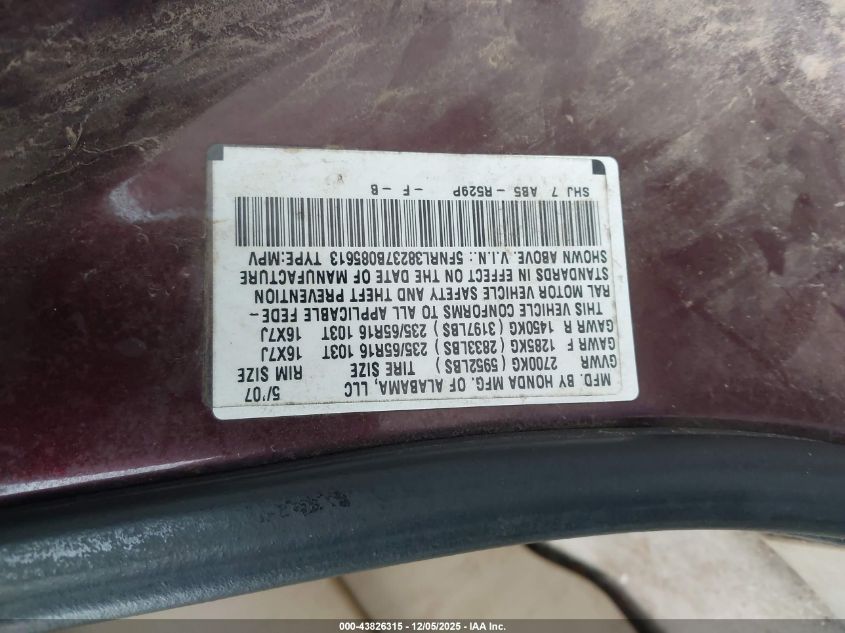 MFD. BY HONDA MFG. OF ALABAMA, LLC 5/'07
GVWR TIRE SIZE RIM SIZE
2700KG (5952LBS)
GAWR F 1285KG (2833LBS) 235/65R16 103T 16X7J
GAWR R 1450KG (3197LBS) 235/65R16 103T 16X7J
THIS VEHICLE CONFORMS TO ALL APPLICABLE FEDE-
RAL MOTOR VEHICLE SAFETY AND THEFT PREVENTION
STANDARDS IN EFFECT ON THE DATE OF MANUFACTURE
SHOWN ABOVE. V.I.N.: 5FNRL38237B085613 TYPE:MPV
SHJ 7 AB5 - R529P - F - B
000-43826315 - 12/05/2025 - IAA Inc.